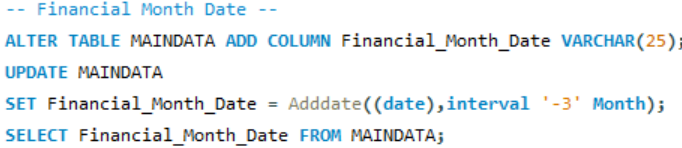 -- Financial Month Date --
ALTER TABLE MAINDATA ADD COLUMN Financial_Month_Date VARCHAR(25);
UPDATE MAINDATA
SET Financial_Month_Date = Adddate((date),interval '-3' Month);
SELECT Financial_Month_Date FROM MAINDATA;